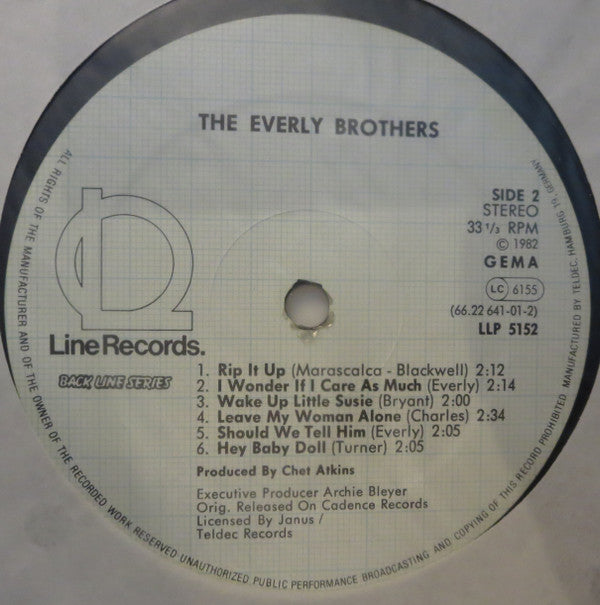 THE EVERLY BROTHERS
SIDE 2
STEREO
33 1/3 RPM
© 1982
GEMA
LC 6155
(66.22 641-01-2)
LLP 5152
LineRecords.
BACK LINE SERIES
1. Rip It Up (Marascalca - Blackwell) 2:12
2. I Wonder If I Care As Much (Everly) 2:14
3. Wake Up Little Susie (Bryant) 2:00
4. Leave My Woman Alone (Charles) 2:34
5. Should We Tell Him (Everly) 2:05
6. Hey Baby Doll (Turner) 2:05
Produced By Chet Atkins
Executive Producer Archie Bleyer
Orig. Released On Cadence Records
Licensed By Janus /
Teldec Records
ALL RIGHTS OF THE MANUFACTURER AND OF THE OWNER OF THE RECORDED WORK RESERVED UNAUTHORIZED PUBLIC PERFORMANCE BROADCASTING AND COPYING OF THIS RECORD PROHIBITED MANUFACTURED BY TELDEC, HAMBURG 19, GERMANY